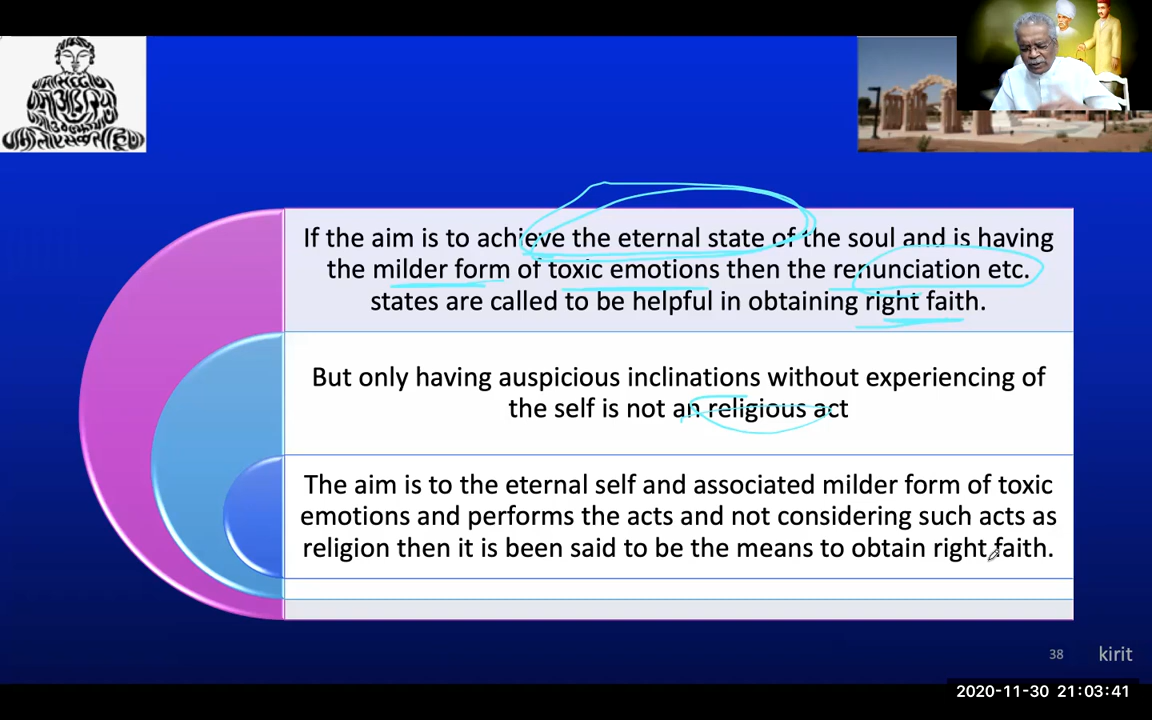 If the aim is to achieve the eternal state of the soul and is having
the milder form of toxic emotions then the renunciation etc.
states are called to be helpful in obtaining right faith.
But only having auspicious inclinations without experiencing of
the self is not an religious act
The aim is to the eternal self and associated milder form of toxic
emotions and performs the acts and not considering such acts as
religion then it is been said to be the means to obtain right faith.
38
kirit
2020-11-30 21:03:41